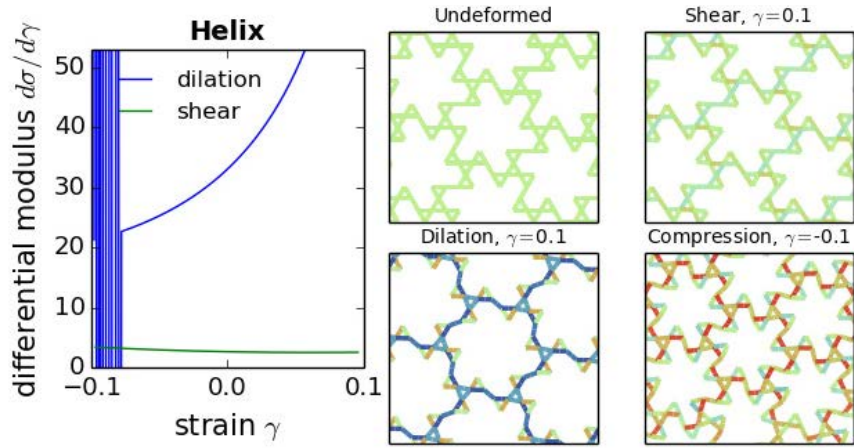 Helix
differential modulus dσ/dγ
50
40
30
20
10
0
dilation
shear
−0.1
0.0
0.1
strain γ
Undeformed
Shear, γ=0.1
Dilation, γ=0.1
Compression, γ=-0.1